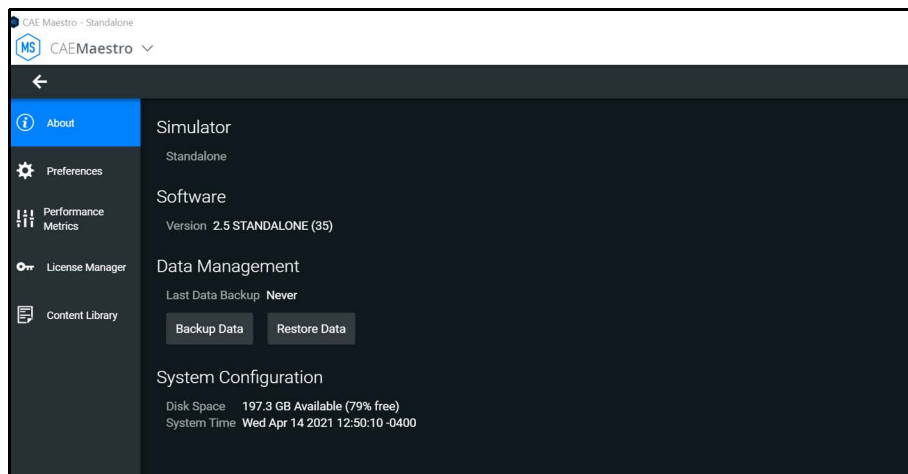 CAE Maestro - Standalone
MS CAEMaestro
About
Preferences
Performance
Metrics
License Manager
Content Library
Simulator
Standalone
Software
Version 2.5 STANDALONE (35)
Data Management
Last Data Backup Never
Backup Data Restore Data
System Configuration
Disk Space 197.3 GB Available (79% free)
System Time Wed Apr 14 2021 12:50:10 -0400